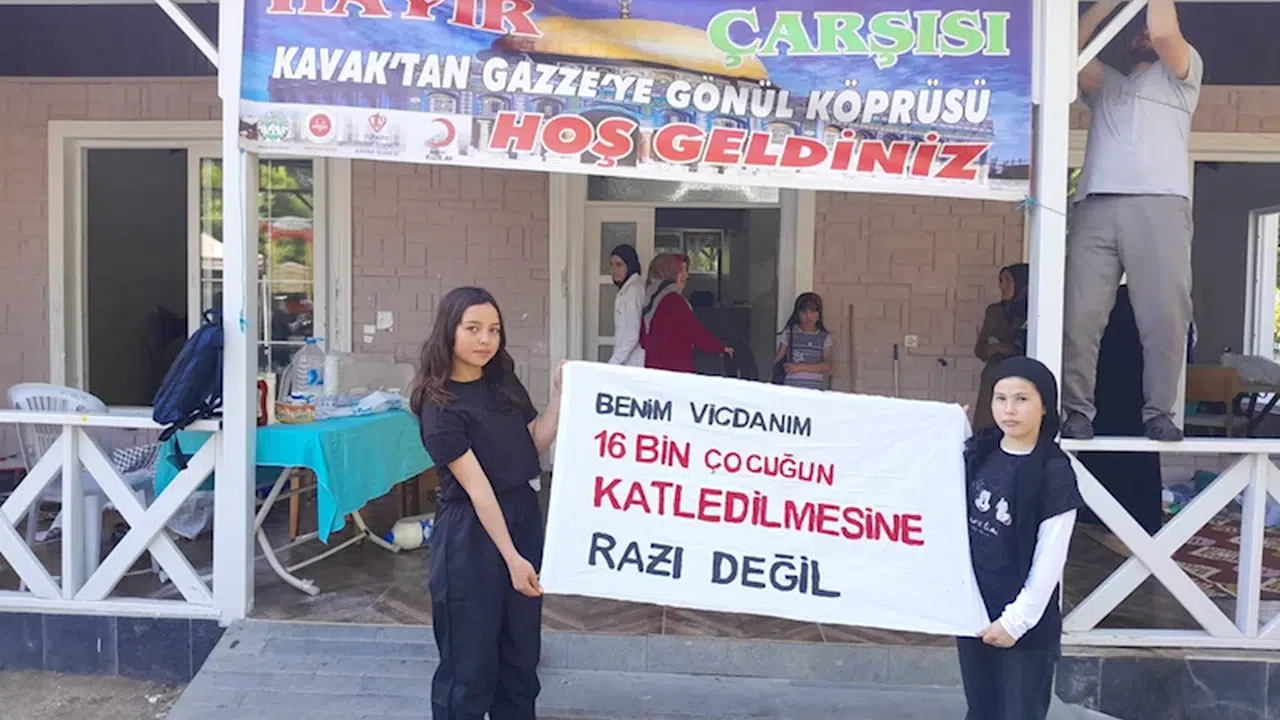 HAYIR ÇARŞISI
KAVAK'TAN GAZZE'YE GÖNÜL KÖPRÜSÜ
HOŞ GELDİNİZ
BENİM VİCDANIM
16 BİN ÇOCUĞUN
KATLEDİLMESİNE
RAZI DEĞİL